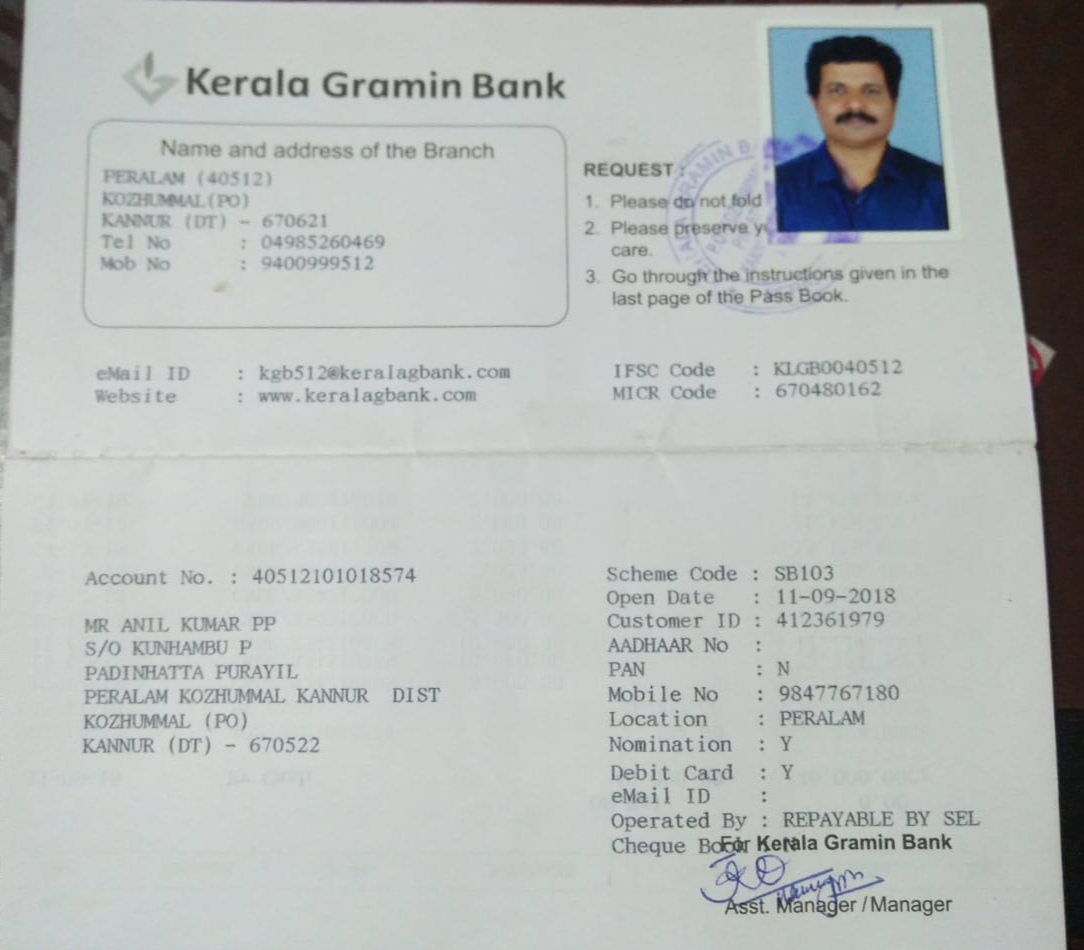 Kerala Gramin Bank
Name and address of the Branch
PERALAM (40512)
KOZHUMMAL(PO)
KANNUR (DT) - 670621
Tel No : 04985260469
Mob No : 9400999512
REQUEST :
1. Please do not fold
2. Please preserve
care.
3. Go through the instructions given in the
last page of the Pass Book.
eMail ID : kgb512@keralagbank.com
Website : www.keralagbank.com
IFSC Code : KLGB0040512
MICR Code : 670480162
Account No. : 40512101018574
MR ANIL KUMAR PP
S/O KUNHAMBU P
PADINHATTA PURAYIL
PERALAM KOZHUMMAL KANNUR DIST
KOZHUMMAL (PO)
KANNUR (DT) - 670522
Scheme Code : SB103
Open Date : 11-09-2018
Customer ID : 412361979
AADHAAR No :
PAN : N
Mobile No : 9847767180
Location : PERALAM
Nomination : Y
Debit Card : Y
eMail ID :
Operated By : REPAYABLE BY SEL
Cheque Book : N
For Kerala Gramin Bank
Asst. Manager / Manager